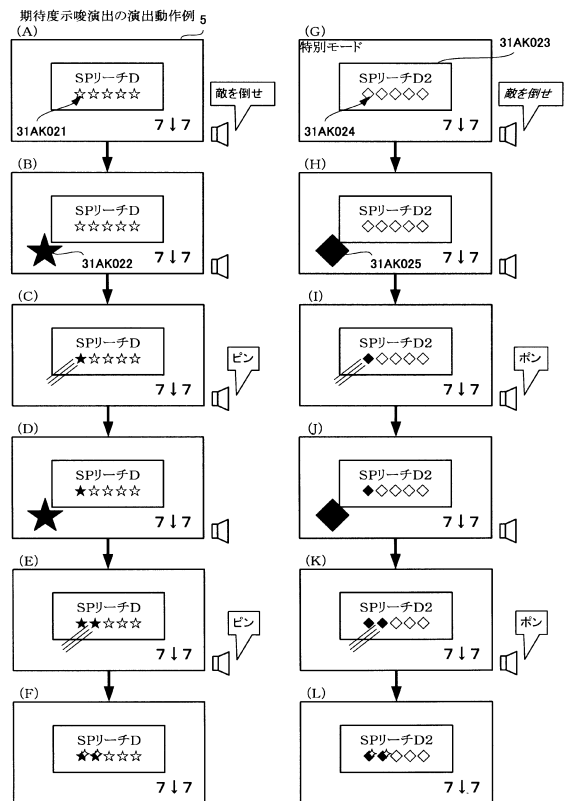 期待度示唆演出の演出動作例
5
(A)
SPリーチD
☆☆☆☆☆
31AK021
7↓7
敵を倒せ
(B)
SPリーチD
☆☆☆☆☆
31AK022
7↓7
(C)
SPリーチD
★☆☆☆☆
7↓7
ピン
(D)
SPリーチD
★☆☆☆☆
7↓7
(E)
SPリーチD
★★☆☆☆
7↓7
ピン
(F)
SPリーチD
★★☆☆☆
7↓7
(G)
特別モード
31AK023
SPリーチD2
◇◇◇◇◇
31AK024
7↓7
敵を倒せ
(H)
SPリーチD2
◇◇◇◇◇
31AK025
7↓7
(I)
SPリーチD2
◆◇◇◇◇
7↓7
ポン
(J)
SPリーチD2
◆◇◇◇◇
7↓7
(K)
SPリーチD2
◆◆◇◇◇
7↓7
ポン
(L)
SPリーチD2
◆◆◇◇◇
7↓7